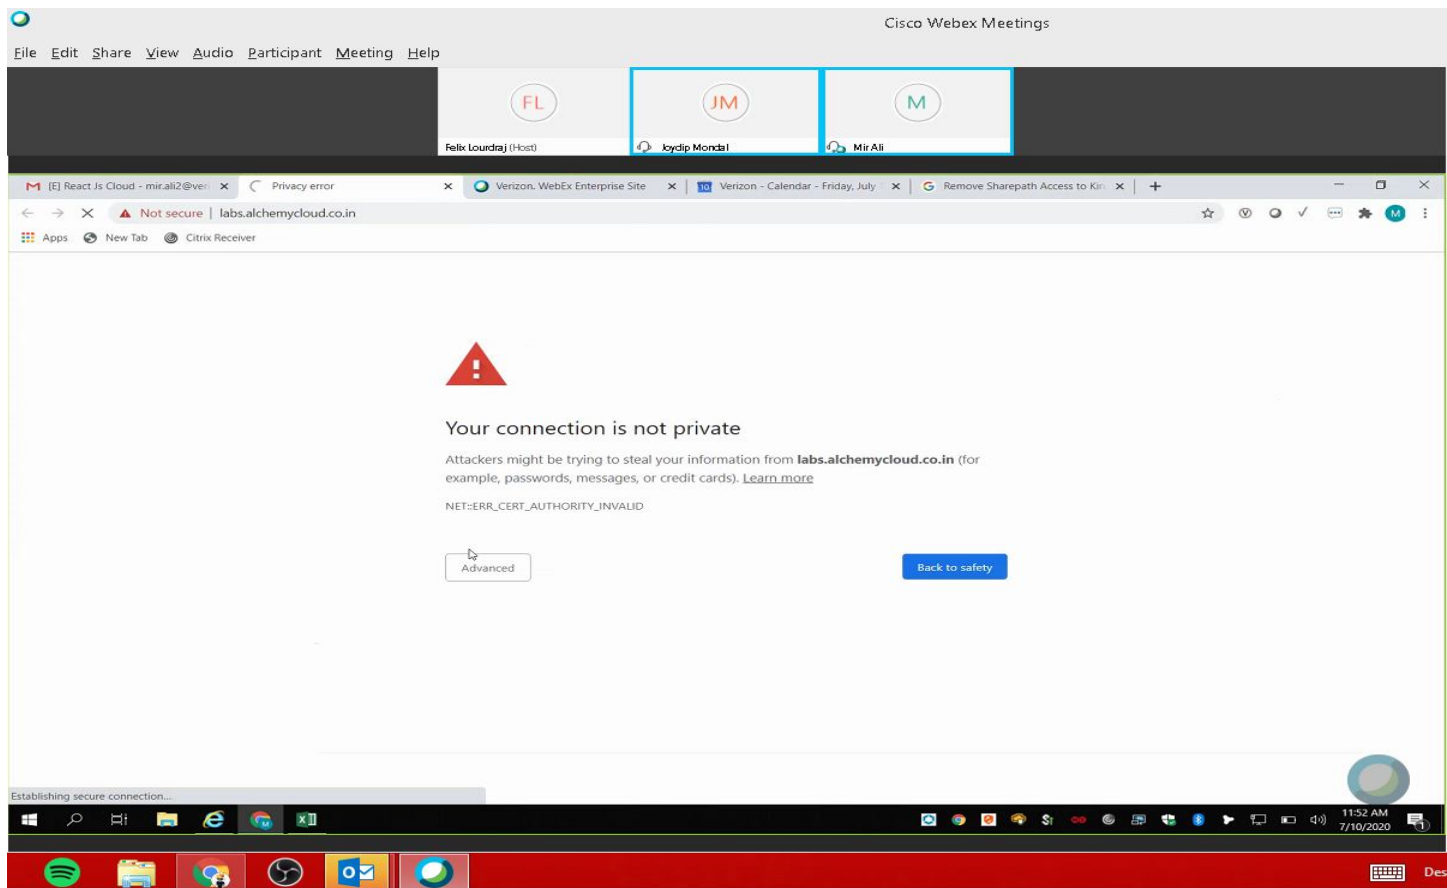 Cisco Webex Meetings
File Edit Share View Audio Participant Meeting Help
FL
JM
M
Felix Lourdraj (Host)
Joydip Mondal
Mir Ali
[E] React Js Cloud - mir.ali2@veri
Privacy error
Verizon. WebEx Enterprise Site
10
Verizon - Calendar - Friday, July
G
Remove Sharepath Access to Kin
Not secure | labs.alchemycloud.co.in
M
Apps New Tab Citrix Receiver
Your connection is not private
Attackers might be trying to steal your information from labs.alchemycloud.co.in (for
example, passwords, messages, or credit cards). Learn more
NET::ERR_CERT_AUTHORITY_INVALID
Advanced
Back to safety
Establishing secure connection...
11:52 AM
7/10/2020
Des